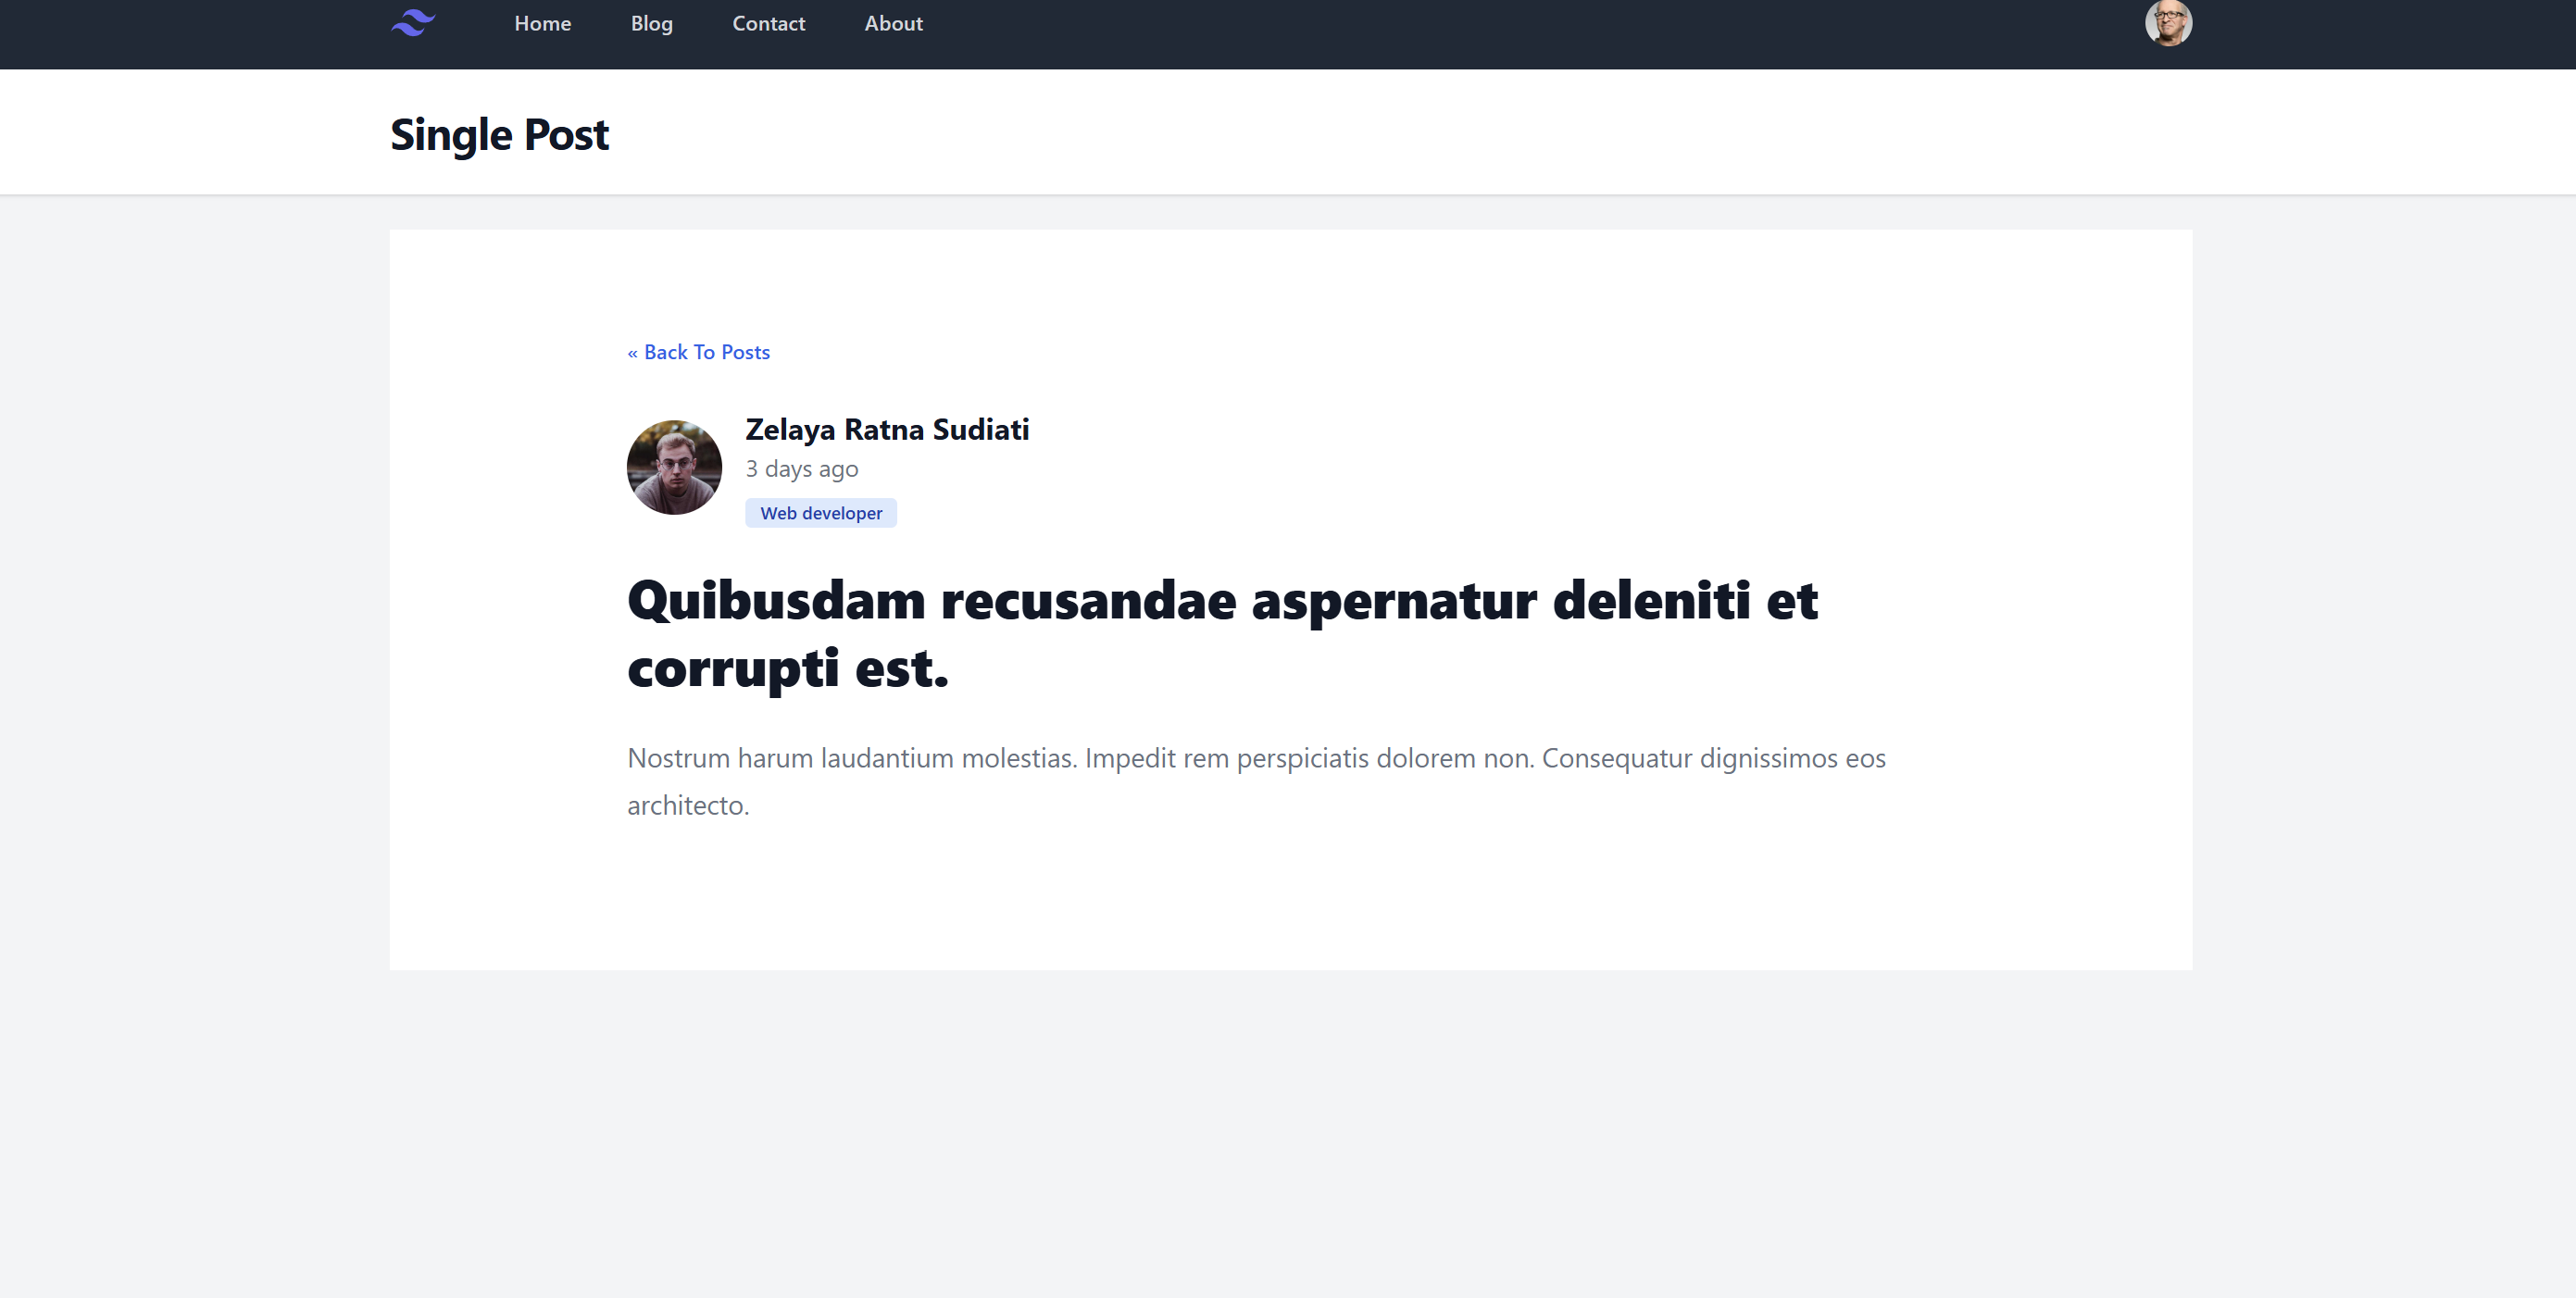 Home Blog Contact About
Single Post
« Back To Posts
Zelaya Ratna Sudiati
3 days ago
Web developer
Quibusdam recusandae aspernatur deleniti et
corrupti est.
Nostrum harum laudantium molestias. Impedit rem perspiciatis dolorem non. Consequatur dignissimos eos
architecto.